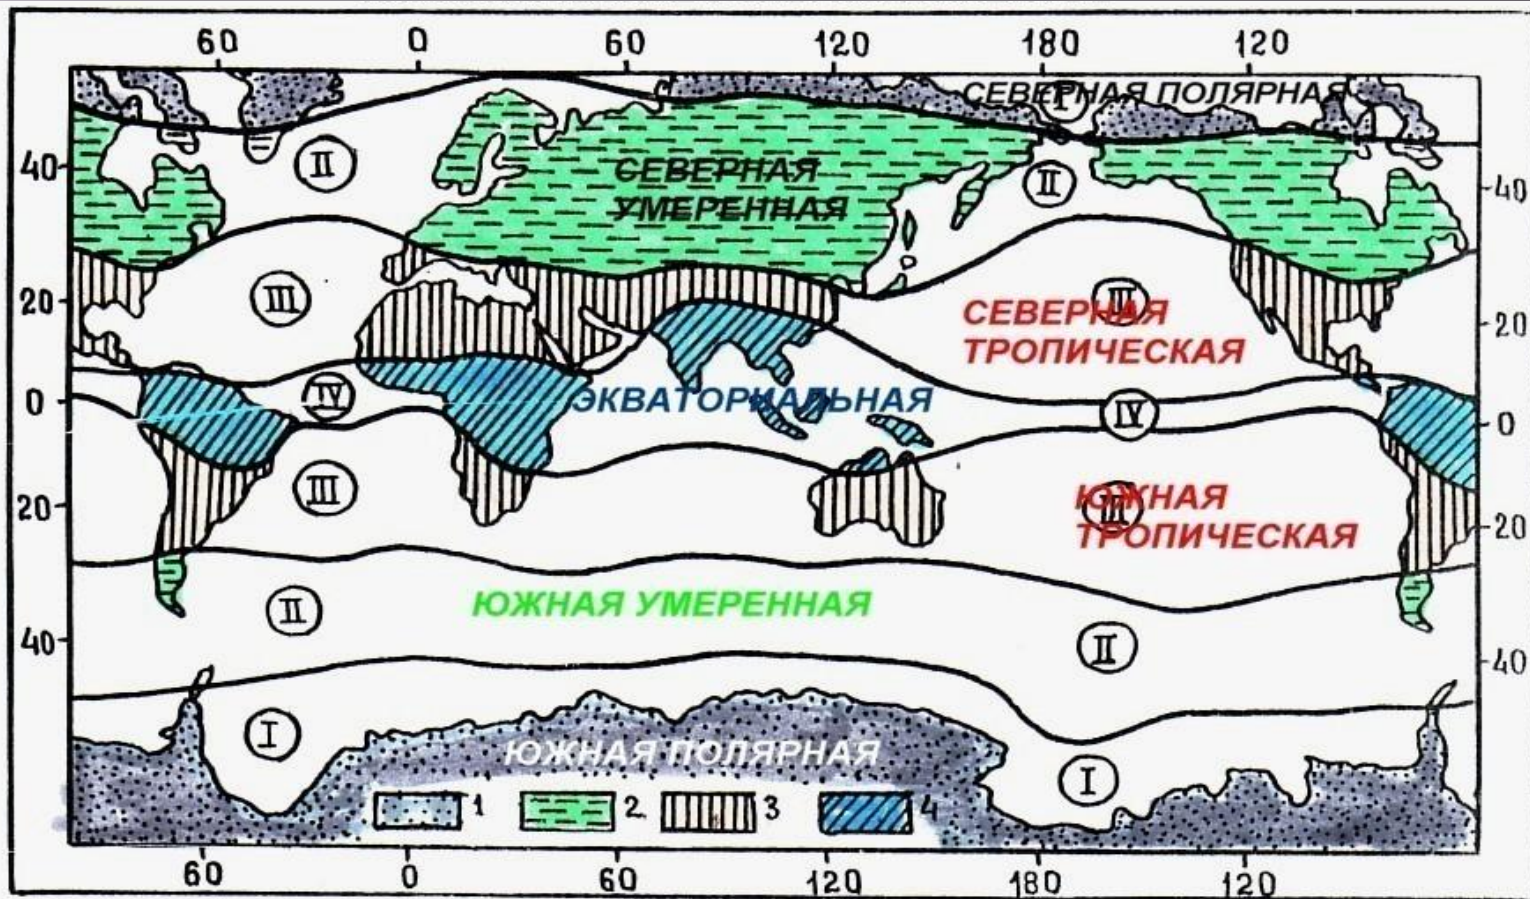 60 0 60 120 180 120
СЕВЕРНАЯ ПОЛЯРНАЯ
I
40 II СЕВЕРНАЯ II 40
УМЕРЕННАЯ
20 III СЕВЕРНАЯ III 20
ТРОПИЧЕСКАЯ
0 IV ЭКВАТОРИАЛЬНАЯ IV 0
20 III ЮЖНАЯ III 20
ТРОПИЧЕСКАЯ
II ЮЖНАЯ УМЕРЕННАЯ
40 II 40
I ЮЖНАЯ ПОЛЯРНАЯ I
1 2 3 4
60 0 60 120 180 120